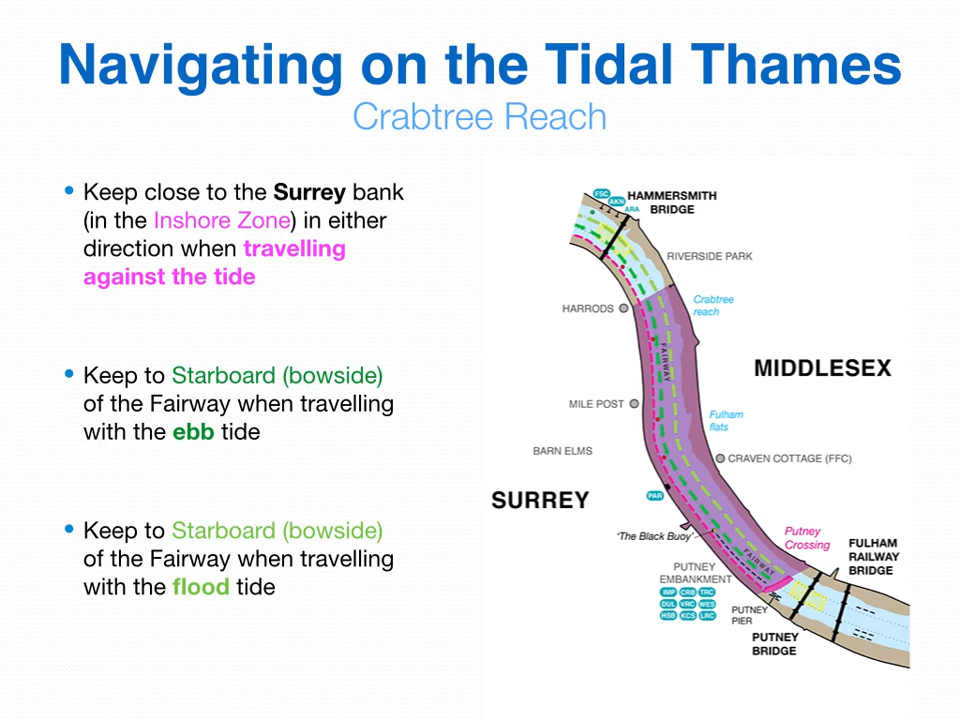 Navigating on the Tidal Thames
Crabtree Reach
• Keep close to the Surrey bank
(in the Inshore Zone) in either
direction when travelling
against the tide
• Keep to Starboard (bowside)
of the Fairway when travelling
with the ebb tide
• Keep to Starboard (bowside)
of the Fairway when travelling
with the flood tide
FSC
AKN
ARA
HAMMERSMITH
BRIDGE
RIVERSIDE PARK
HARRODS
Crabtree
reach
FAIRWAY
MIDDLESEX
MILE POST
Fulham
flats
BARN ELMS
CRAVEN COTTAGE (FFC)
SURREY
PAR
'The Black Buoy'
Putney
Crossing
FAIRWAY
FULHAM
RAILWAY
BRIDGE
PUTNEY
EMBANKMENT
IMP CRB TRC
DUL VRC WES
HSB KCS LRC
PUTNEY
PIER
PUTNEY
BRIDGE